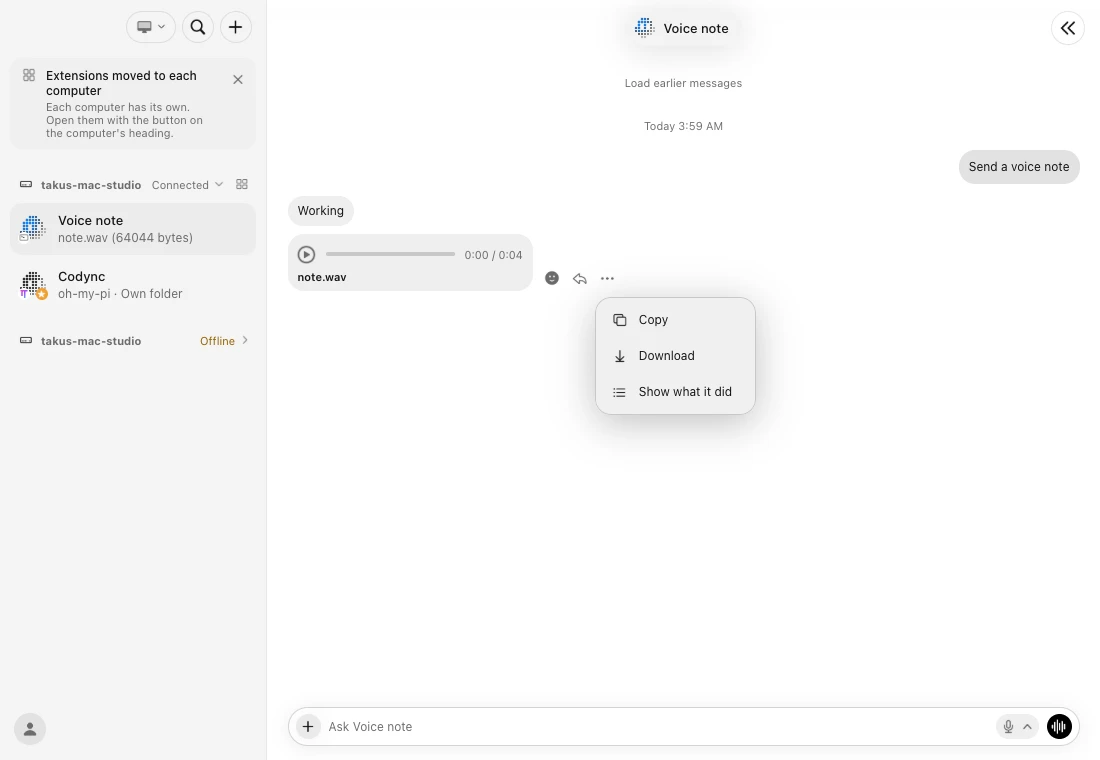 Extensions moved to each
computer
Each computer has its own.
Open them with the button on
the computer's heading.
takus-mac-studio Connected
Voice note
note.wav (64044 bytes)
Codync
oh-my-pi · Own folder
takus-mac-studio Offline
Voice note
Load earlier messages
Today 3:59 AM
Send a voice note
Working
0:00 / 0:04
note.wav
Copy
Download
Show what it did
Ask Voice note